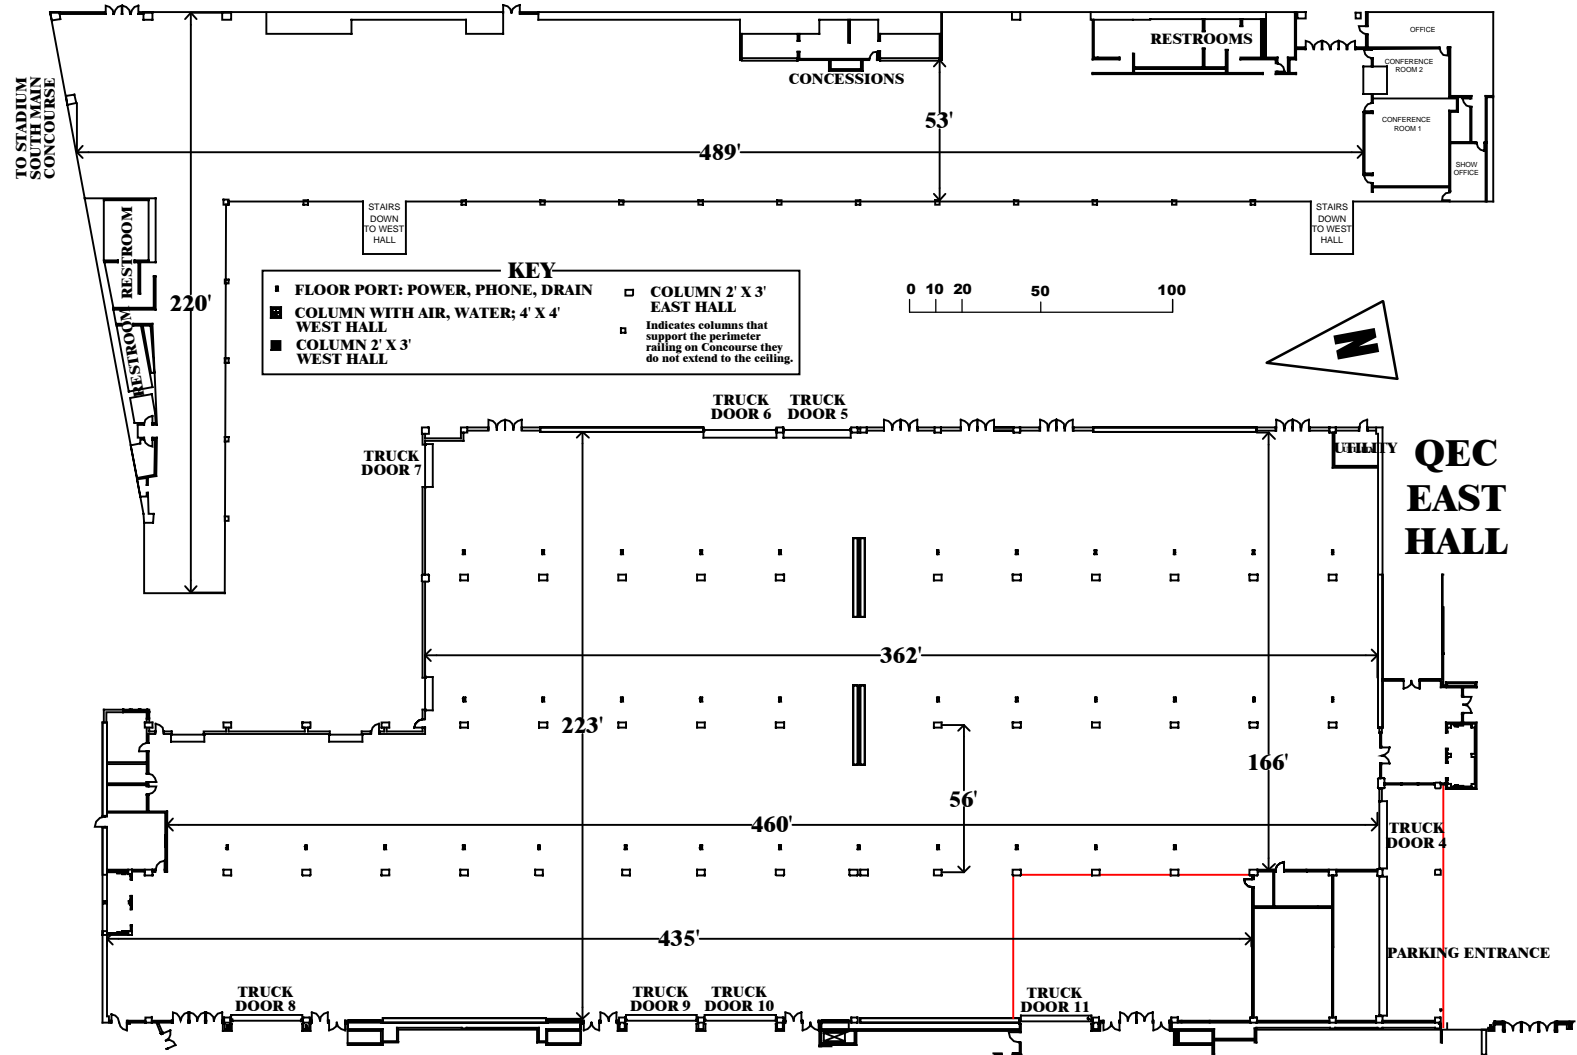 OFFICE
RESTROOMS
CONFERENCE
ROOM 2
CONCESSIONS
TO STADIUM
SOUTH MAIN
CONCOURSE
53'
CONFERENCE
ROOM 1
489'
SHOW
OFFICE
STAIRS
DOWN
TO WEST
HALL
STAIRS
DOWN
TO WEST
HALL
RESTROOM
220'
RESTROOM
KEY
FLOOR PORT: POWER, PHONE, DRAIN
COLUMN WITH AIR, WATER; 4' X 4'
WEST HALL
COLUMN 2' X 3'
WEST HALL
COLUMN 2' X 3'
EAST HALL
Indicates columns that
support the perimeter
railing on Concourse they
do not extend to the ceiling.
0 10 20 50 100
N
TRUCK
DOOR 6
TRUCK
DOOR 5
TRUCK
DOOR 7
UTILITY
QEC
EAST
HALL
362'
223'
166'
56'
460'
TRUCK
DOOR 4
435'
PARKING ENTRANCE
TRUCK
DOOR 8
TRUCK
DOOR 9
TRUCK
DOOR 10
TRUCK
DOOR 11